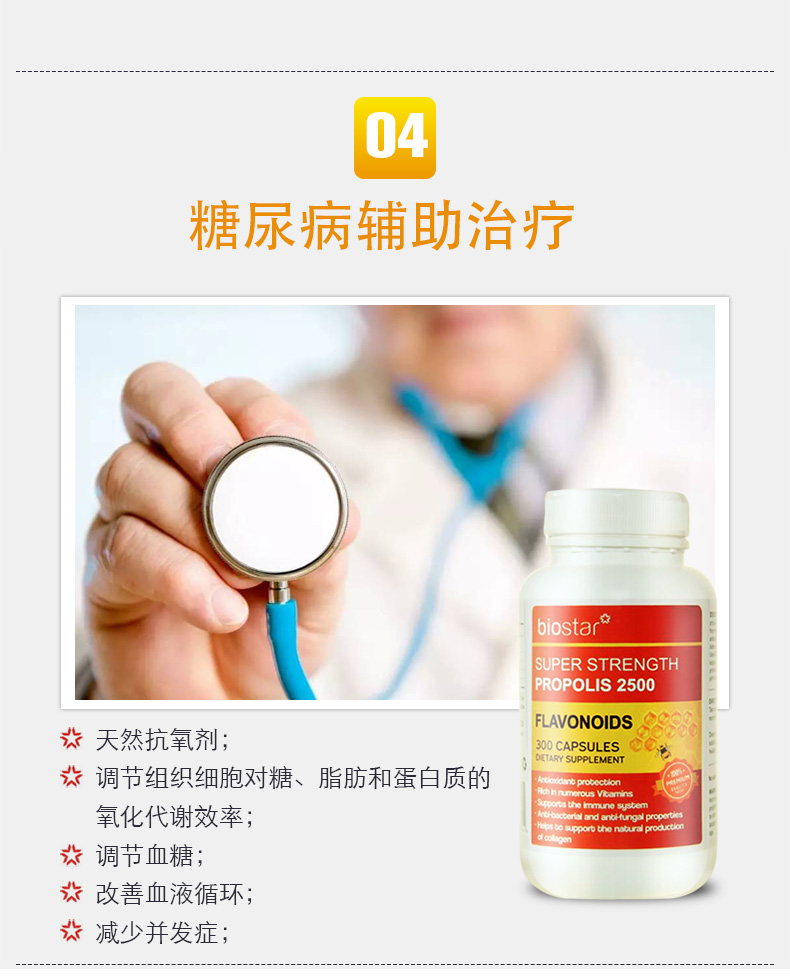 04
糖尿病辅助治疗
biostar
SUPER STRENGTH
PROPOLIS 2500
FLAVONOIDS
300 CAPSULES
DIETARY SUPPLEMENT
100%
PREMIUM
· Antioxidant protection
· Rich in numerous Vitamins
· Supports the immune system
· Anti-bacterial and anti-fungal properties
· Helps to support the natural production
of collagen
天然抗氧剂；
调节组织细胞对糖、脂肪和蛋白质的
氧化代谢效率；
调节血糖；
改善血液循环；
减少并发症；